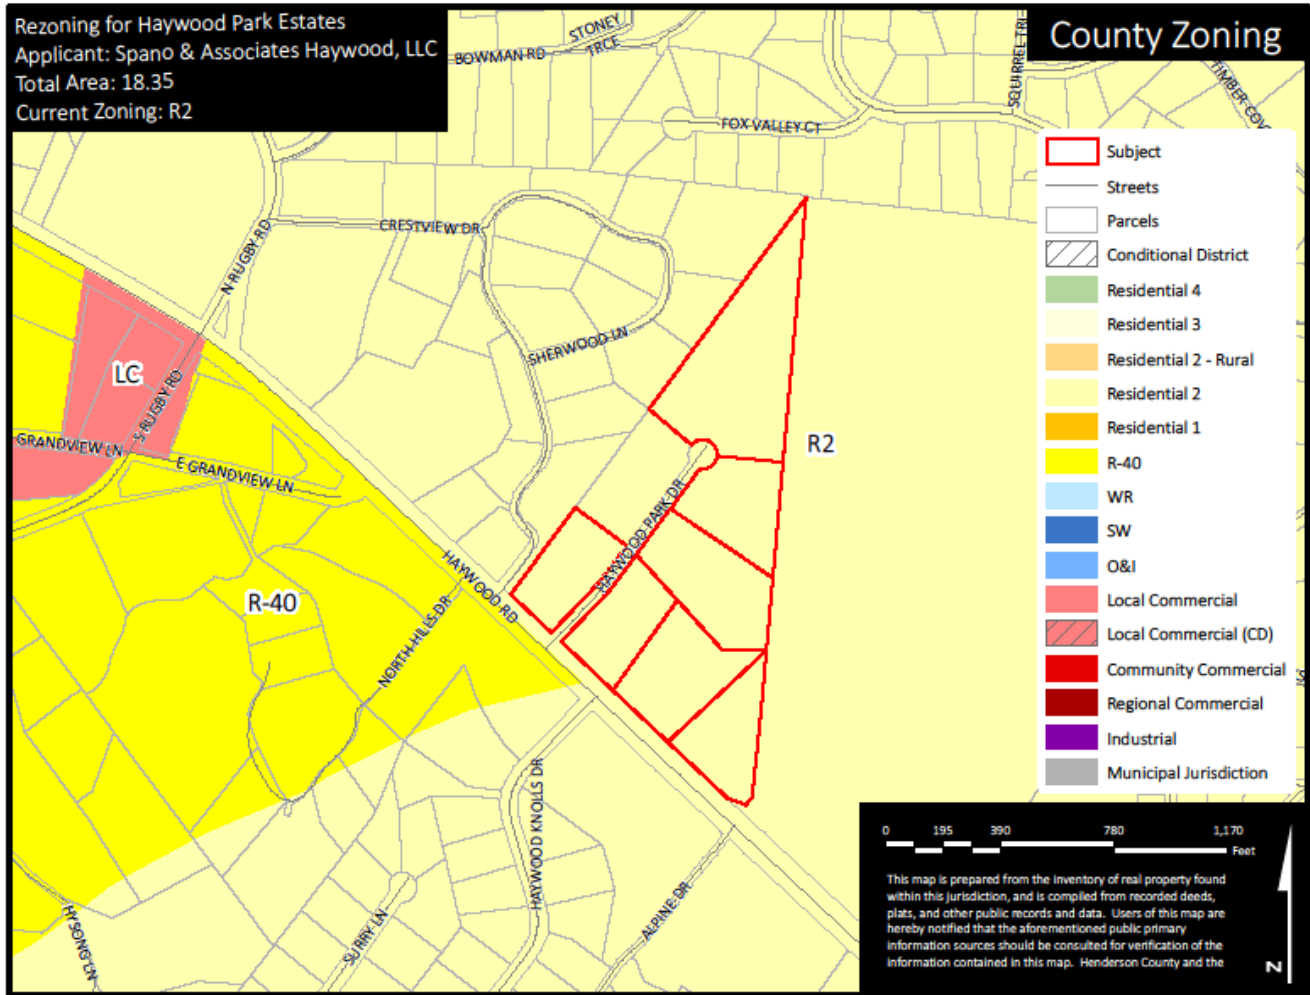 Rezoning for Haywood Park Estates
Applicant: Spano & Associates Haywood, LLC
Total Area: 18.35
Current Zoning: R2
County Zoning
STONEY
TRCE
BOWMAN RD
SQUIRREL TRL
TIMBER COV
FOX VALLEY CT
CRESTVIEW DR
N RUGBY RD
SHERWOOD LN
LC
S RUGBY RD
GRANDVIEW LN
E GRANDVIEW LN
R2
HAYWOOD PARK DR
HAYWOOD RD
R-40
NORTH HILLS DR
HAYWOOD KNOLLS DR
ALPINE DR
SURRY LN
HYSONG LN
Subject
Streets
Parcels
Conditional District
Residential 4
Residential 3
Residential 2 - Rural
Residential 2
Residential 1
R-40
WR
SW
O&I
Local Commercial
Local Commercial (CD)
Community Commercial
Regional Commercial
Industrial
Municipal Jurisdiction
0 195 390 780 1,170
Feet
This map is prepared from the inventory of real property found
within this jurisdiction, and is compiled from recorded deeds,
plats, and other public records and data. Users of this map are
hereby notified that the aforementioned public primary
information sources should be consulted for verification of the
information contained in this map. Henderson County and the
N